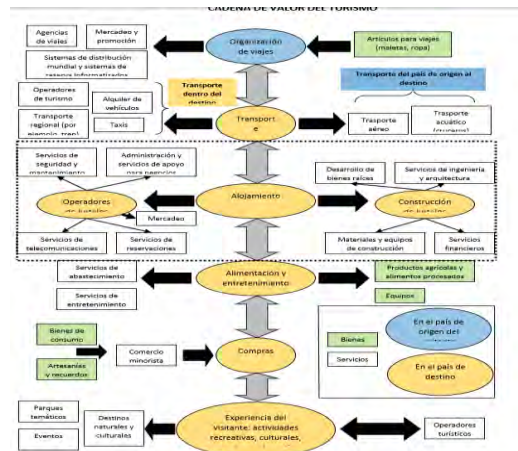 CADENA DE VALOR DEL TURISMO
Agencias
de viajes
Mercadeo y
promoción
Organización
de viajes
Artículos para viajes
(maletas, ropa)
Sistemas de distribución
mundial y sistemas de
Operadores
de turismo
Alquiler de
vehículos
Transporte
dentro del
destino
Transporte del país de origen al
destino
Transporte
regional (por
Taxis
Transport
e
Trasporte
aéreo
Trasporte
acuático
Servicios de
seguridad y
mantenimiento
Administración y
servicios de apoyo
para negocios
Desarrollo de
bienes raíces
Servicios de ingeniería
y arquitectura
Operadores
Alojamiento
Construcción
Mercadeo
Servicios de
telecomunicaciones
Servicios de
reservaciones
Materiales y equipos
de construcción
Servicios
financieros
Servicios de
abastecimiento
Alimentación y
entretenimiento
Productos agrícolas y
alimentos procesados
Servicios de
entretenimiento
Equipos
Bienes de
consumo
Comercio
minorista
Compras
Artesanías
y recuerdos
Bienes
Servicios
En el país de
origen del
En el país de
destino
Parques
temáticos
Eventos
Destinos
naturales y
culturales
Experiencia del
visitante: actividades
recreativas, culturales,
Operadores
turísticos